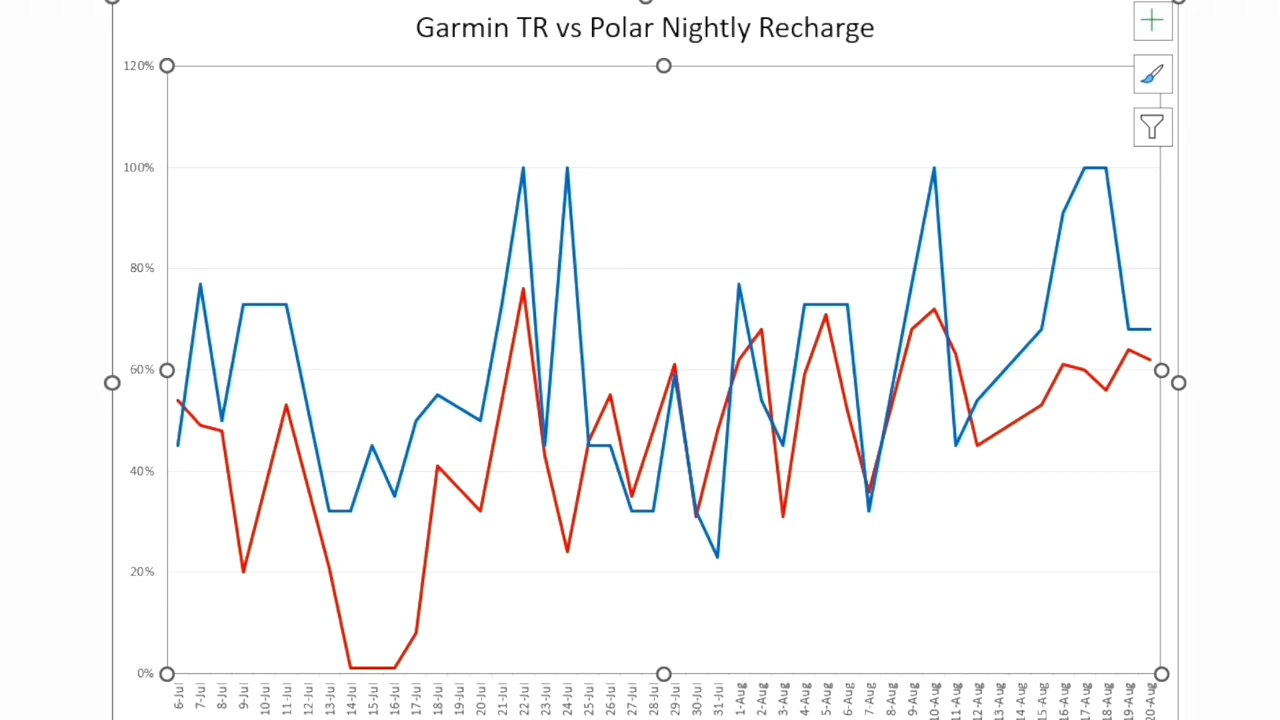 Garmin TR vs Polar Nightly Recharge
120%
100%
80%
60%
40%
20%
0%
6-Jul
7-Jul
8-Jul
9-Jul
10-Jul
11-Jul
12-Jul
13-Jul
14-Jul
15-Jul
16-Jul
17-Jul
18-Jul
19-Jul
20-Jul
21-Jul
22-Jul
23-Jul
24-Jul
25-Jul
26-Jul
27-Jul
28-Jul
29-Jul
30-Jul
31-Jul
1-Aug
2-Aug
3-Aug
4-Aug
5-Aug
6-Aug
7-Aug
8-Aug
9-Aug
10-Aug
11-Aug
12-Aug
13-Aug
14-Aug
15-Aug
16-Aug
17-Aug
18-Aug
19-Aug
20-Aug